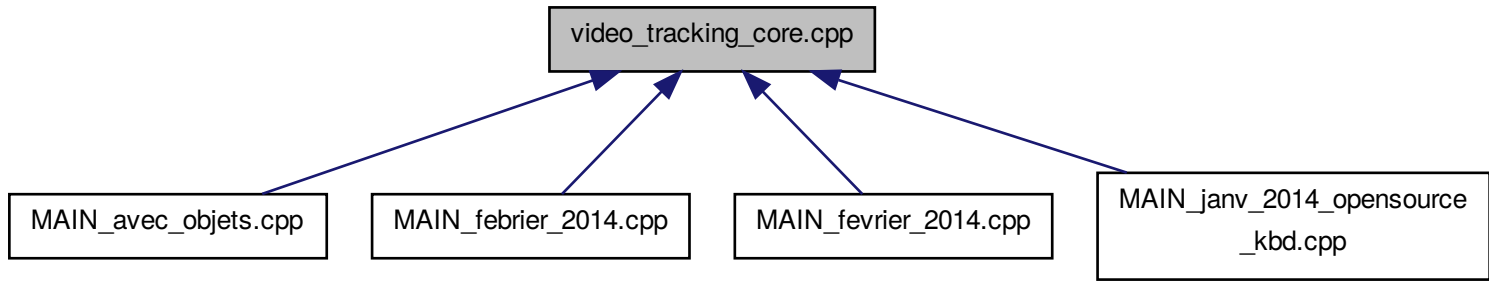 video_tracking_core.cpp
MAIN_avec_objets.cpp
MAIN_febrier_2014.cpp
MAIN_fevrier_2014.cpp
MAIN_janv_2014_opensource
_kbd.cpp